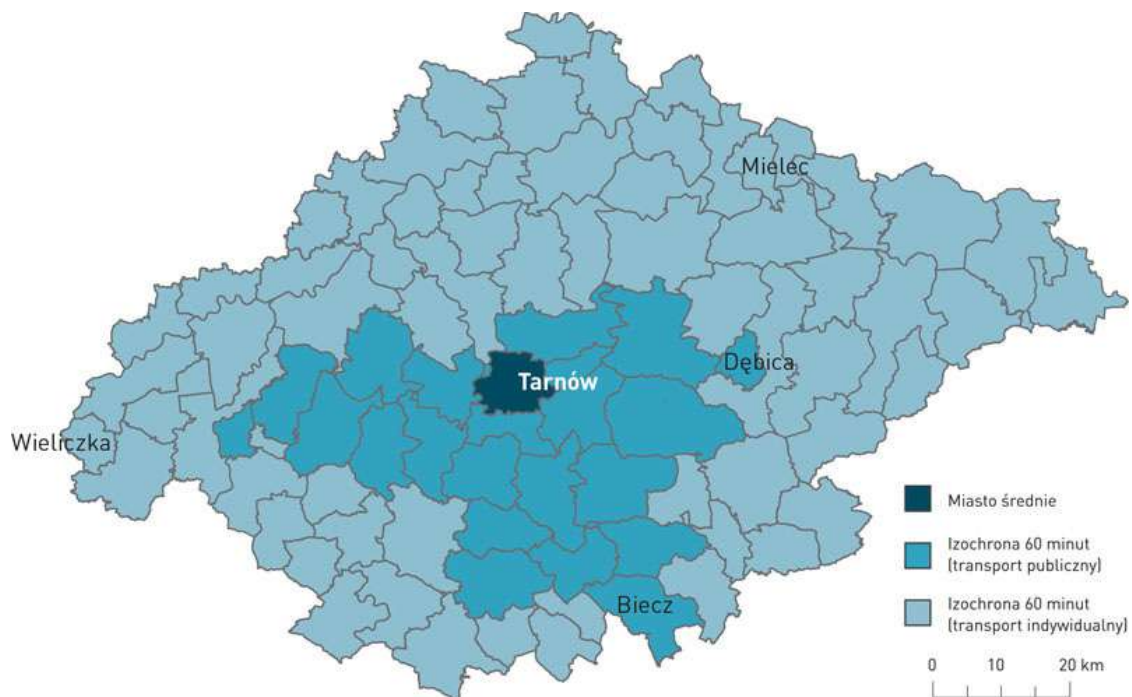 Mielec
Dębica
Tarnów
Wieliczka
Biecz
Miasto średnie
Izochrona 60 minut
(transport publiczny)
Izochrona 60 minut
(transport indywidualny)
0 10 20 km